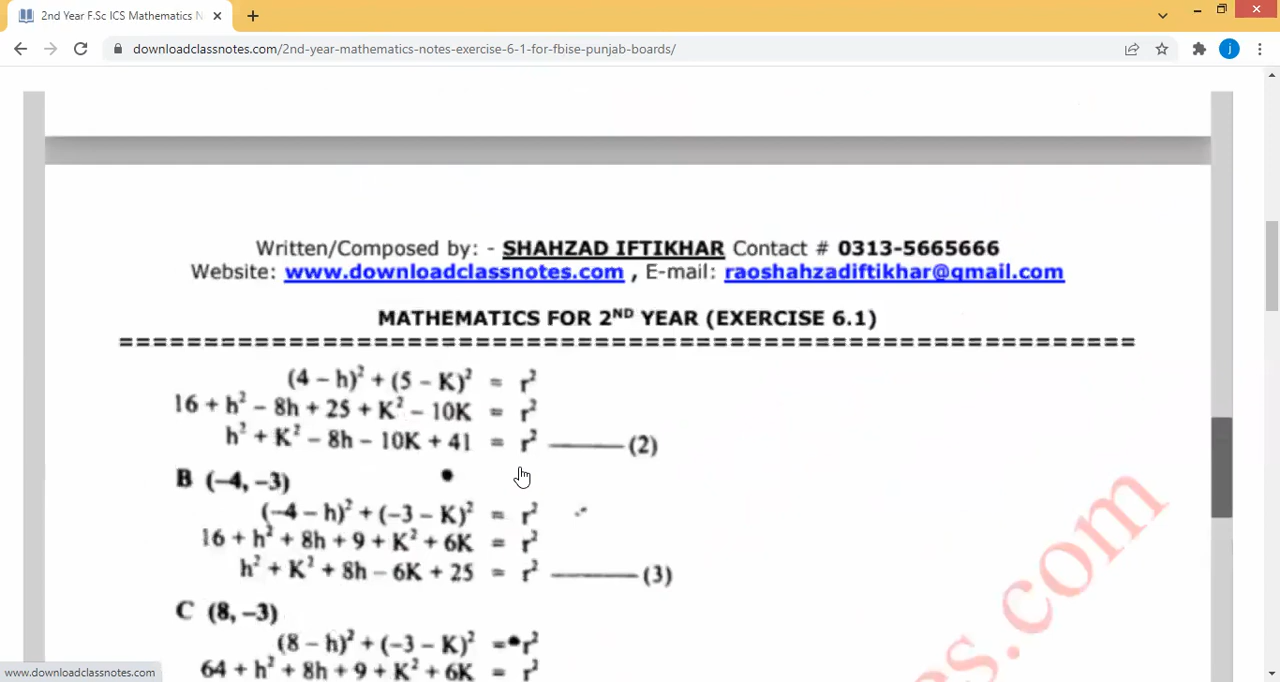 2nd Year F.Sc ICS Mathematics N
downloadclassnotes.com/2nd-year-mathematics-notes-exercise-6-1-for-fbise-punjab-boards/
j
Written/Composed by: - SHAHZAD IFTIKHAR Contact # 0313-5665666
Website: www.downloadclassnotes.com , E-mail: raoshahzadiftikhar@gmail.com
MATHEMATICS FOR 2ND YEAR (EXERCISE 6.1)
(4 – h)² + (5 – K)² = r²
16 + h² – 8h + 25 + K² – 10K = r²
h² + K² – 8h – 10K + 41 = r² ——— (2)
B (–4, –3)
(–4 – h)² + (–3 – K)² = r²
16 + h² + 8h + 9 + K² + 6K = r²
h² + K² + 8h – 6K + 25 = r² ——— (3)
C (8, –3)
(8 – h)² + (–3 – K)² = r²
64 + h² + 8h + 9 + K² + 6K = r²
es.com
www.downloadclassnotes.com